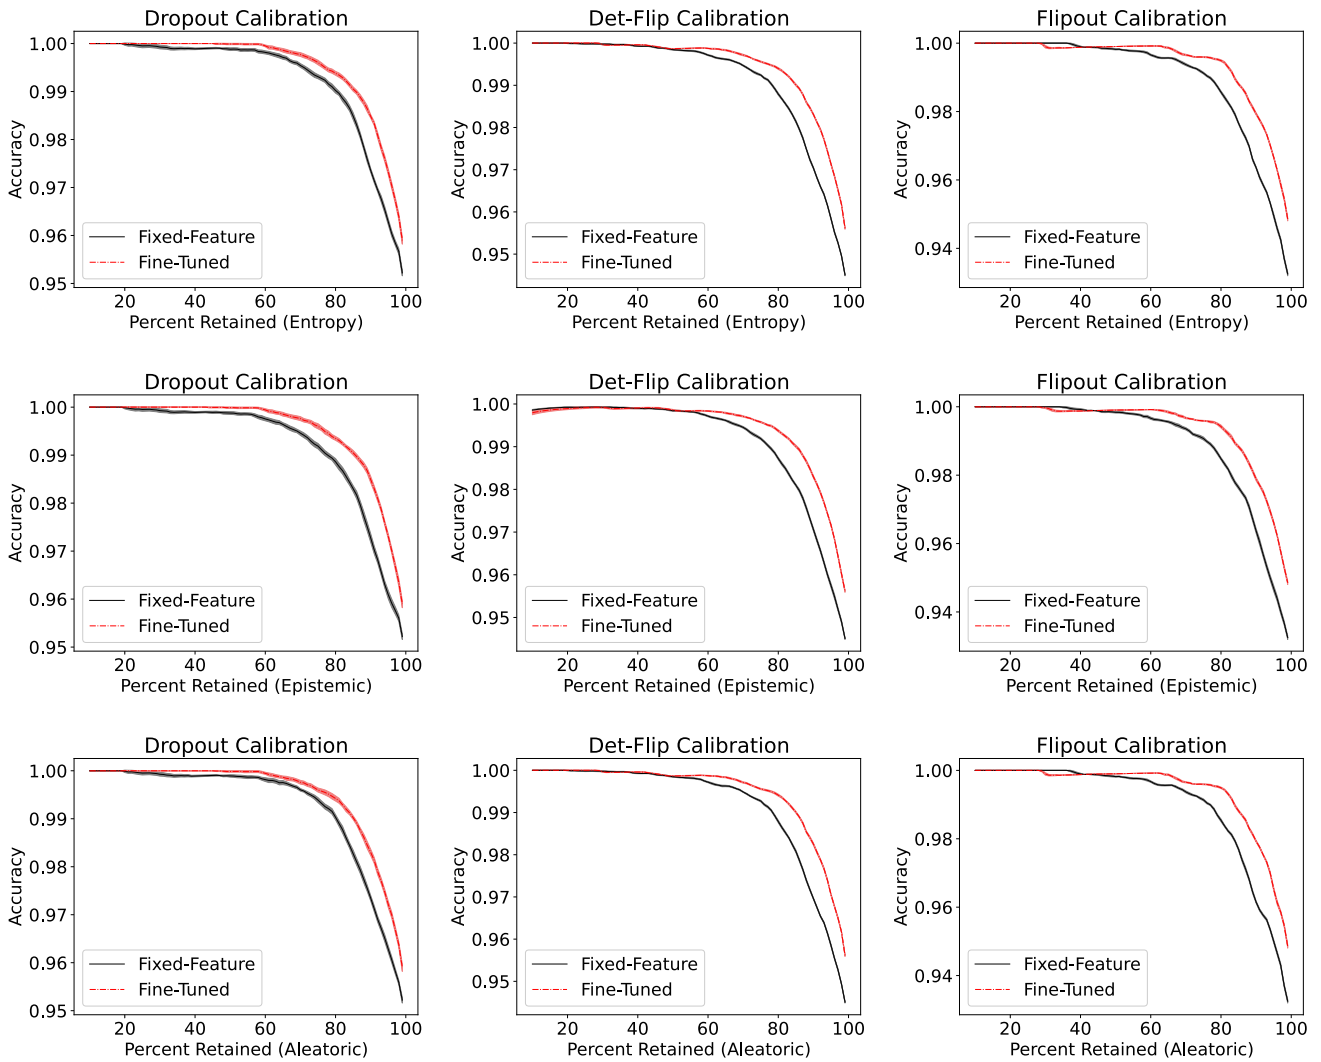 Dropout Calibration
1.00
0.99
0.98
0.97
0.96
0.95
Accuracy
Fixed-Feature
Fine-Tuned
20 40 60 80 100
Percent Retained (Entropy)
Det-Flip Calibration
1.00
0.99
0.98
0.97
0.96
0.95
Accuracy
Fixed-Feature
Fine-Tuned
20 40 60 80 100
Percent Retained (Entropy)
Flipout Calibration
1.00
0.98
0.96
0.94
Accuracy
Fixed-Feature
Fine-Tuned
20 40 60 80 100
Percent Retained (Entropy)
Dropout Calibration
1.00
0.99
0.98
0.97
0.96
0.95
Accuracy
Fixed-Feature
Fine-Tuned
20 40 60 80 100
Percent Retained (Epistemic)
Det-Flip Calibration
1.00
0.99
0.98
0.97
0.96
0.95
Accuracy
Fixed-Feature
Fine-Tuned
20 40 60 80 100
Percent Retained (Epistemic)
Flipout Calibration
1.00
0.98
0.96
0.94
Accuracy
Fixed-Feature
Fine-Tuned
20 40 60 80 100
Percent Retained (Epistemic)
Dropout Calibration
1.00
0.99
0.98
0.97
0.96
0.95
Accuracy
Fixed-Feature
Fine-Tuned
20 40 60 80 100
Percent Retained (Aleatoric)
Det-Flip Calibration
1.00
0.99
0.98
0.97
0.96
0.95
Accuracy
Fixed-Feature
Fine-Tuned
20 40 60 80 100
Percent Retained (Aleatoric)
Flipout Calibration
1.00
0.98
0.96
0.94
Accuracy
Fixed-Feature
Fine-Tuned
20 40 60 80 100
Percent Retained (Aleatoric)